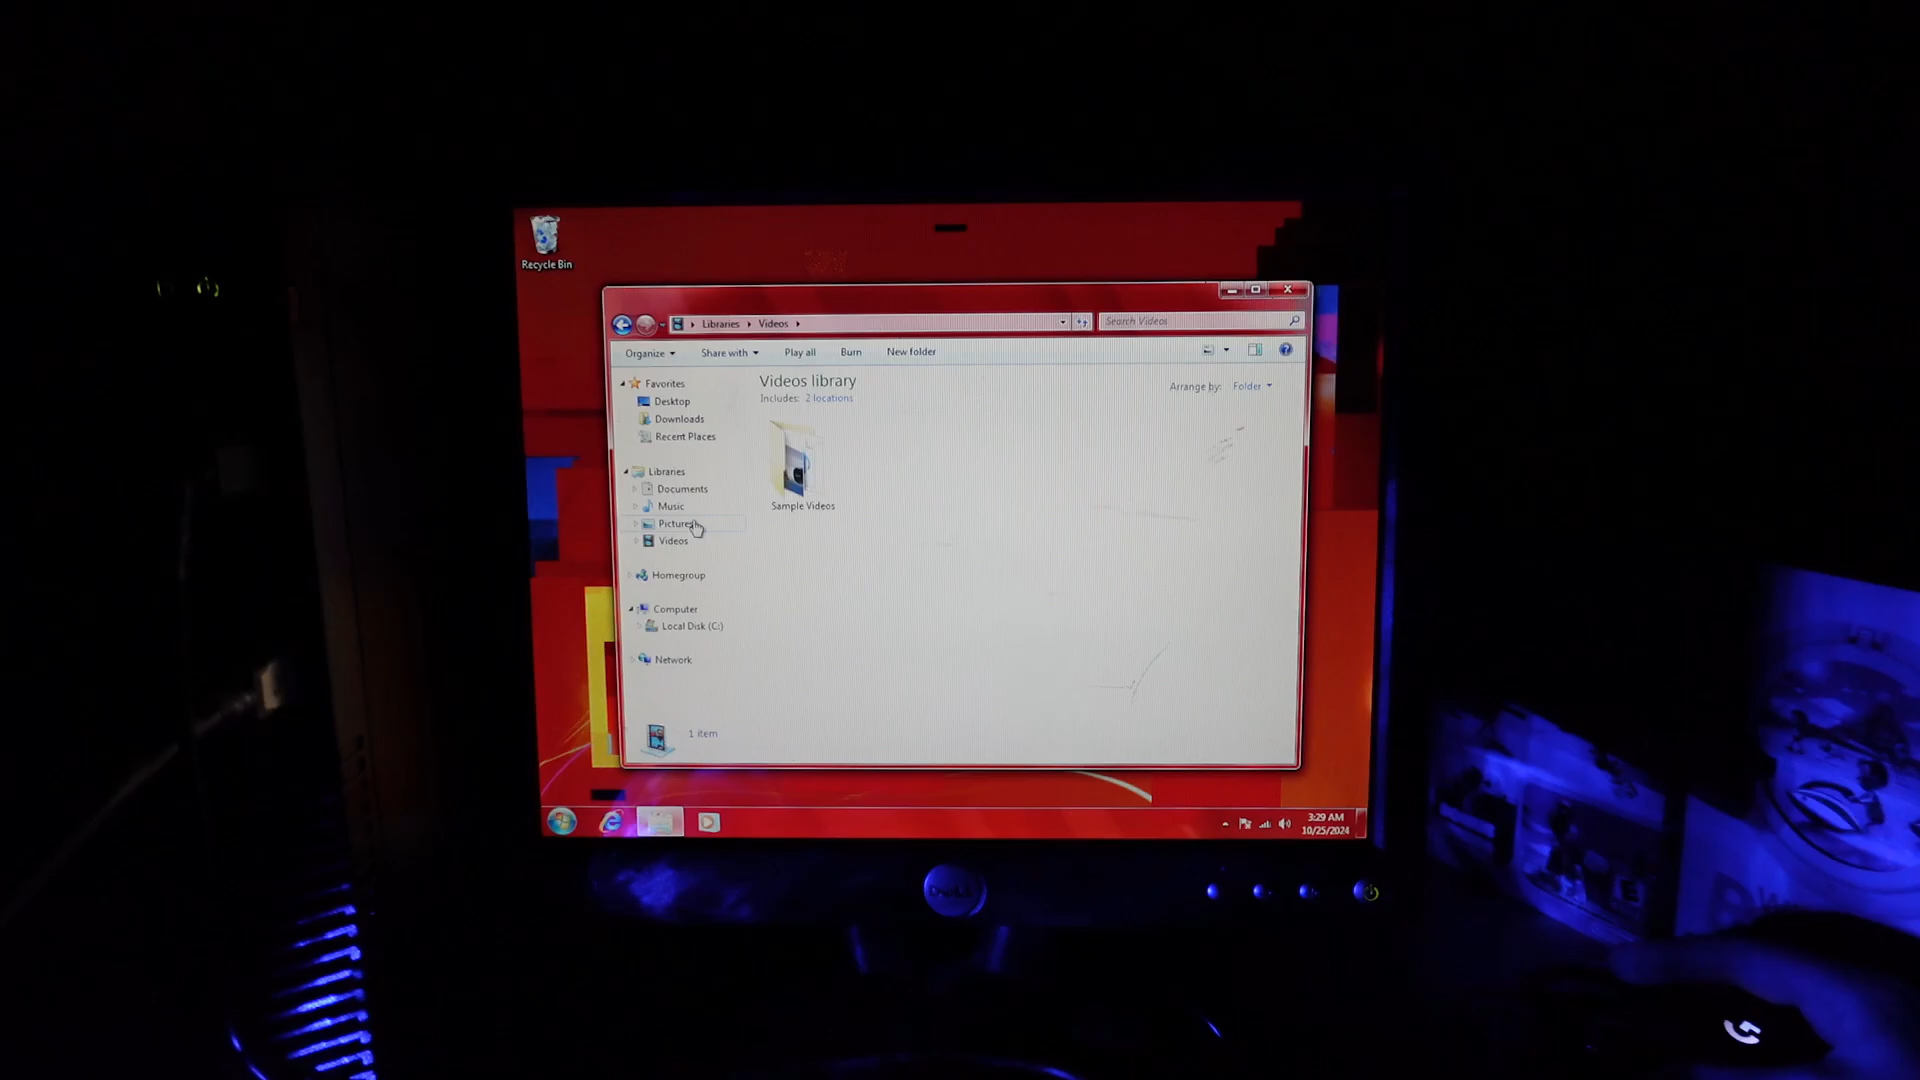 Recycle Bin
Libraries Videos
Search Videos
Organize Share with Play all Burn New folder
Favorites
Desktop
Downloads
Recent Places
Libraries
Documents
Music
Pictures
Videos
Homegroup
Computer
Local Disk (C:)
Network
Videos library
Includes: 2 locations
Arrange by: Folder
Sample Videos
1 item
3:29 AM
10/25/2024
DELL